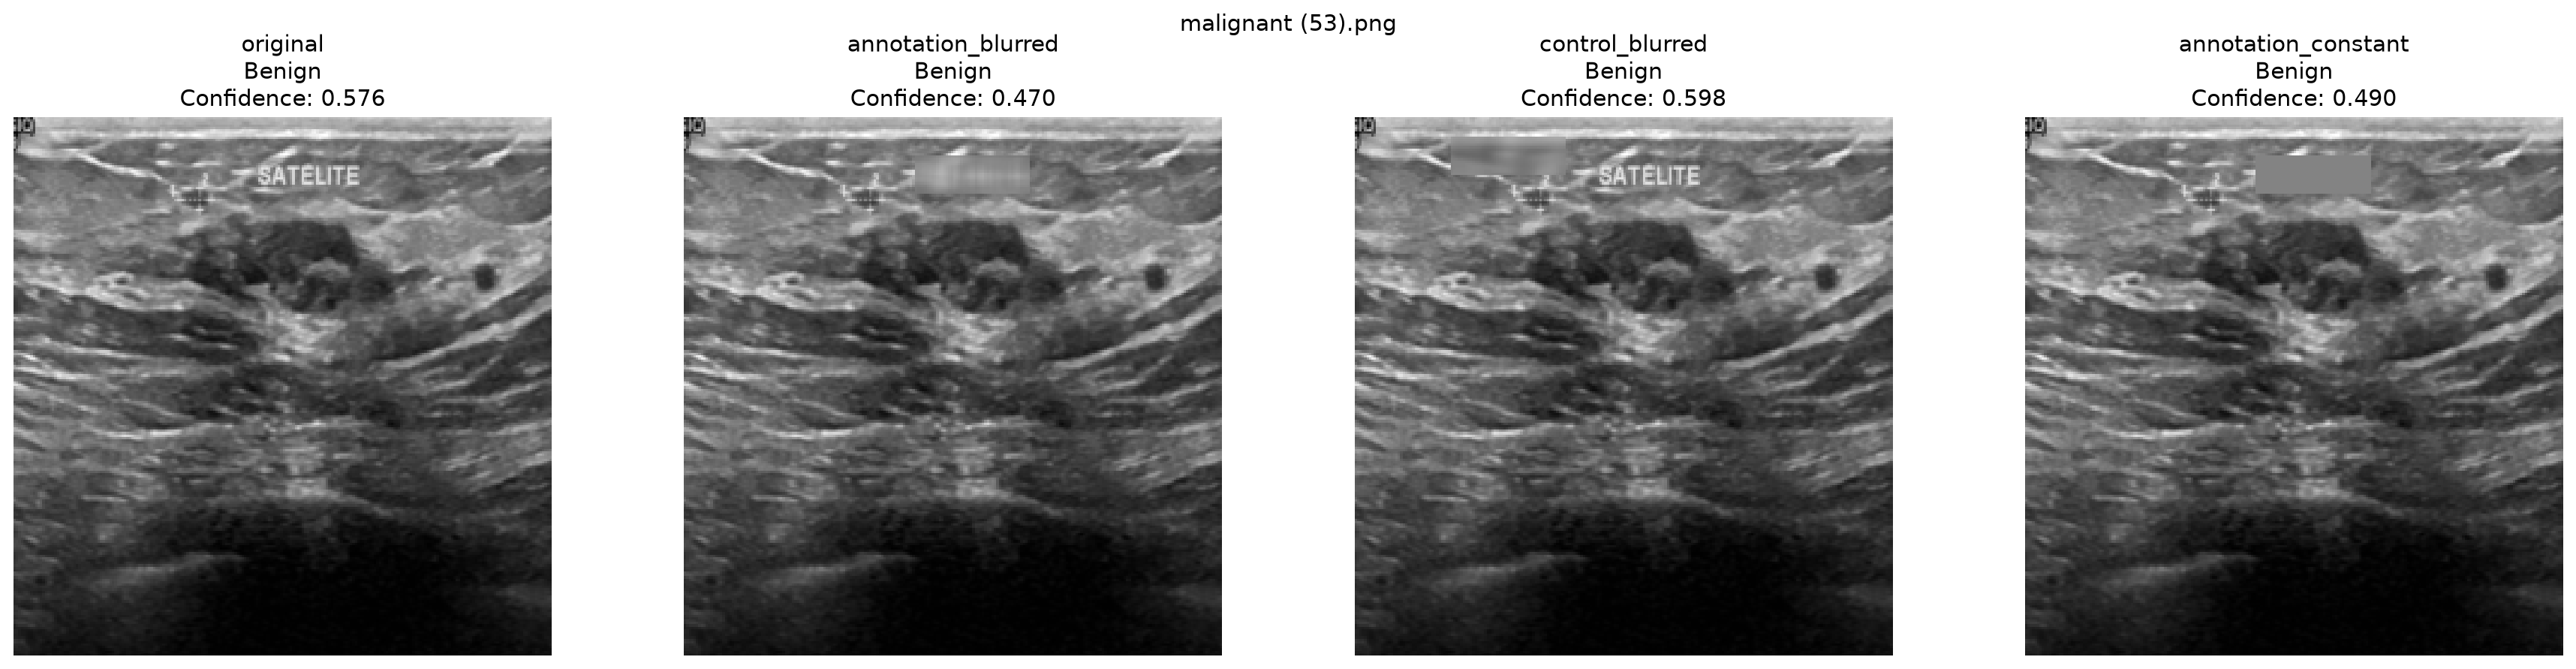 malignant (53).png
original
Benign
Confidence: 0.576
annotation_blurred
Benign
Confidence: 0.470
control_blurred
Benign
Confidence: 0.598
annotation_constant
Benign
Confidence: 0.490
SATELITE
SATELITE